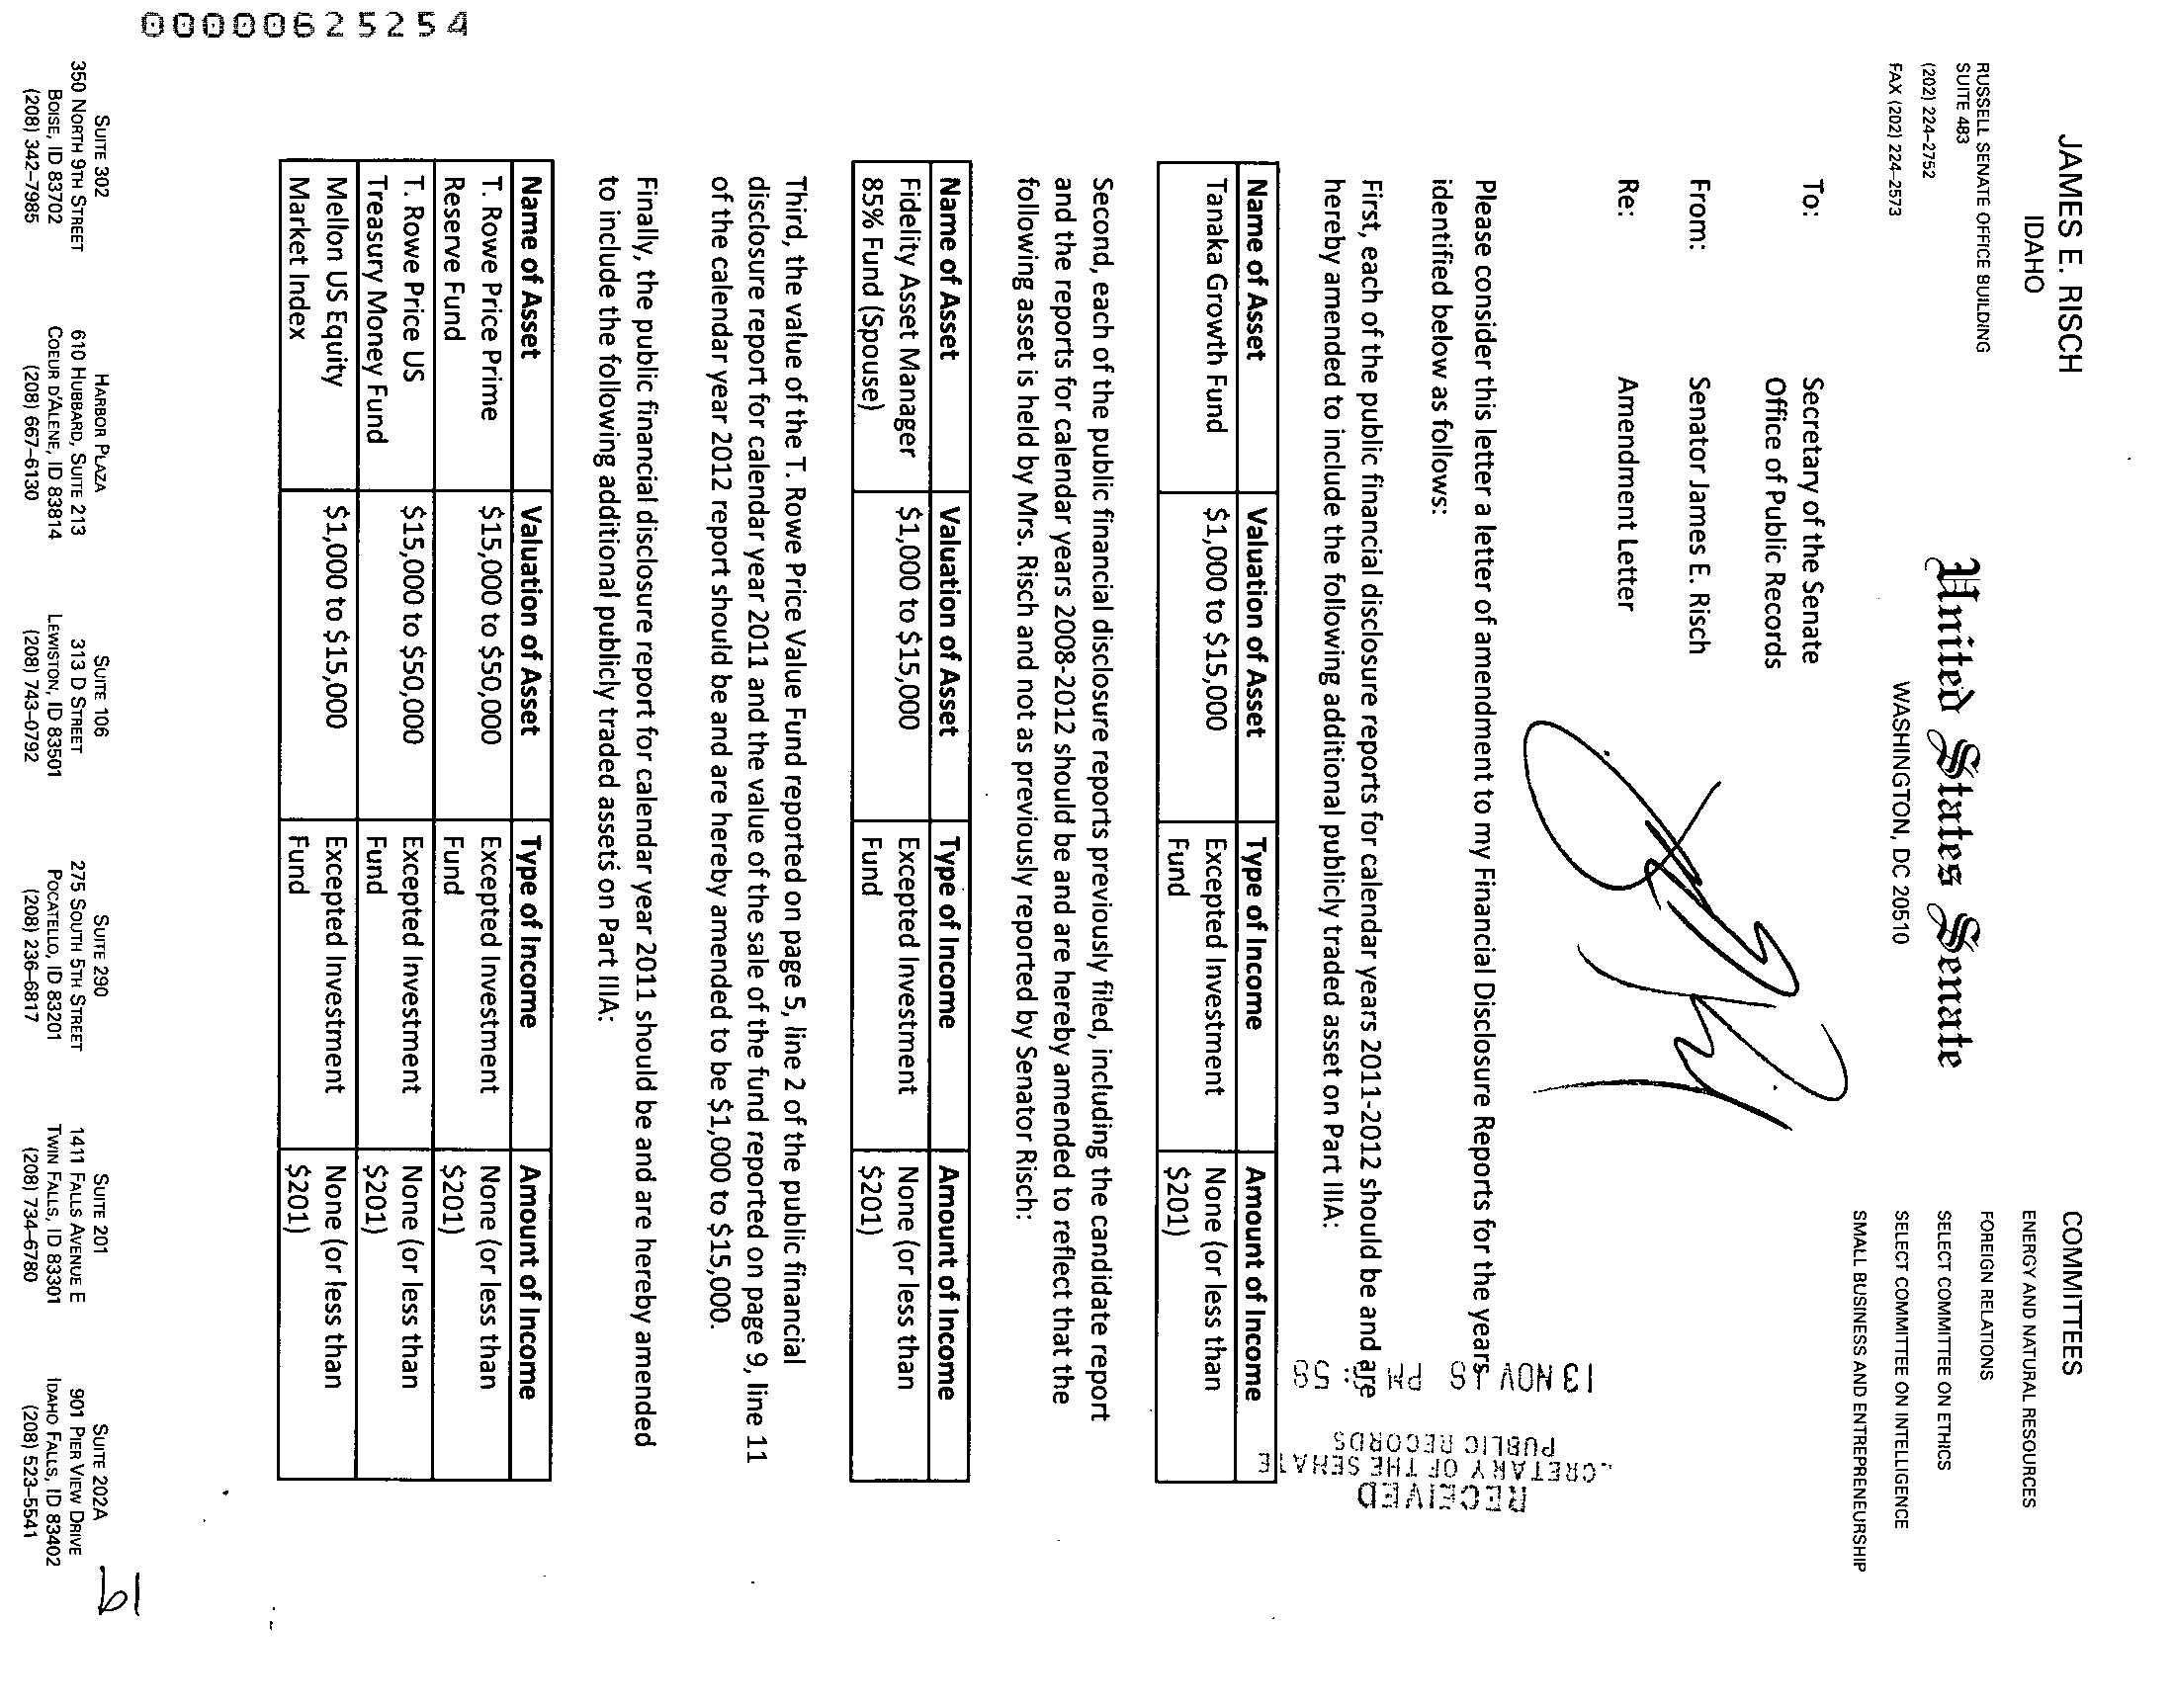 JAMES E. RISCH
IDAHO
RUSSELL SENATE OFFICE BUILDING
SUITE 483
(202) 224–2752
FAX (202) 224–2573
United States Senate
WASHINGTON, DC 20510
COMMITTEES
ENERGY AND NATURAL RESOURCES
FOREIGN RELATIONS
SELECT COMMITTEE ON ETHICS
SELECT COMMITTEE ON INTELLIGENCE
SMALL BUSINESS AND ENTREPRENEURSHIP
To: Secretary of the Senate
Office of Public Records
From: Senator James E. Risch
Re: Amendment Letter
RECEIVED
CRETARY OF THE SENATE
PUBLIC RECORDS
13 NOV PM
Please consider this letter a letter of amendment to my Financial Disclosure Reports for the years
identified below as follows:
First, each of the public financial disclosure reports for calendar years 2011-2012 should be and are
hereby amended to include the following additional publicly traded asset on Part IIIA:
Name of Asset Valuation of Asset Type of Income Amount of Income
Tanaka Growth Fund $1,000 to $15,000 Excepted Investment None (or less than
Fund $201)
Second, each of the public financial disclosure reports previously filed, including the candidate report
and the reports for calendar years 2008-2012 should be and are hereby amended to reflect that the
following asset is held by Mrs. Risch and not as previously reported by Senator Risch:
Name of Asset Valuation of Asset Type of Income Amount of Income
Fidelity Asset Manager $1,000 to $15,000 Excepted Investment None (or less than
85% Fund (Spouse) Fund $201)
Third, the value of the T. Rowe Price Value Fund reported on page 5, line 2 of the public financial
disclosure report for calendar year 2011 and the value of the sale of the fund reported on page 9, line 11
of the calendar year 2012 report should be and are hereby amended to be $1,000 to $15,000.
Finally, the public financial disclosure report for calendar year 2011 should be and are hereby amended
to include the following additional publicly traded assets on Part IIIA:
Name of Asset Valuation of Asset Type of Income Amount of Income
T. Rowe Price Prime $15,000 to $50,000 Excepted Investment None (or less than
Reserve Fund Fund $201)
T. Rowe Price US $15,000 to $50,000 Excepted Investment None (or less than
Treasury Money Fund Fund $201)
Mellon US Equity $1,000 to $15,000 Excepted Investment None (or less than
Market Index Fund $201)
SUITE 302
350 NORTH 9TH STREET
BOISE, ID 83702
(208) 342–7985
HARBOR PLAZA
610 HUBBARD, SUITE 213
COEUR D'ALENE, ID 83814
(208) 667–6130
SUITE 106
313 D STREET
LEWISTON, ID 83501
(208) 743–0792
SUITE 290
275 SOUTH 5TH STREET
POCATELLO, ID 83201
(208) 236–6817
SUITE 201
1411 FALLS AVENUE E
TWIN FALLS, ID 83301
(208) 734–6780
SUITE 202A
901 PIER VIEW DRIVE
IDAHO FALLS, ID 83402
(208) 523–5541
00000625254